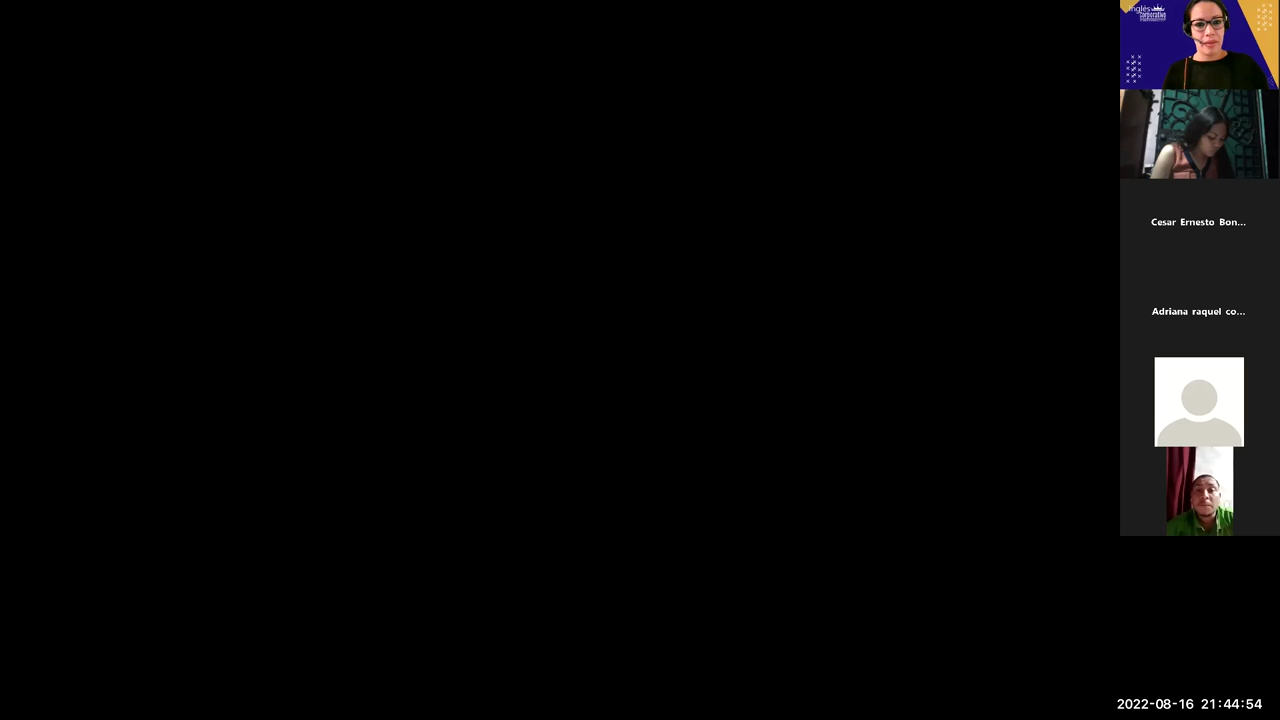 Inglés
corporativo
Cesar Ernesto Bon...
Adriana raquel co...
2022-08-16 21:44:54